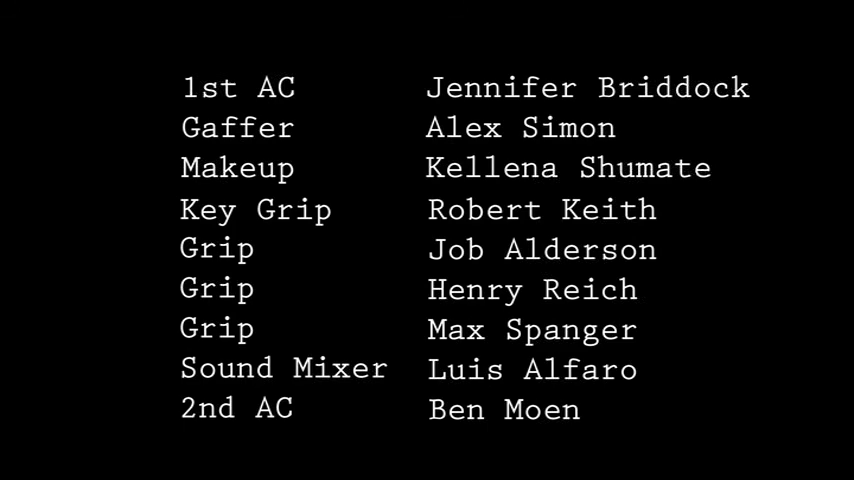 1st AC Jennifer Briddock
Gaffer Alex Simon
Makeup Kellena Shumate
Key Grip Robert Keith
Grip Job Alderson
Grip Henry Reich
Grip Max Spanger
Sound Mixer Luis Alfaro
2nd AC Ben Moen